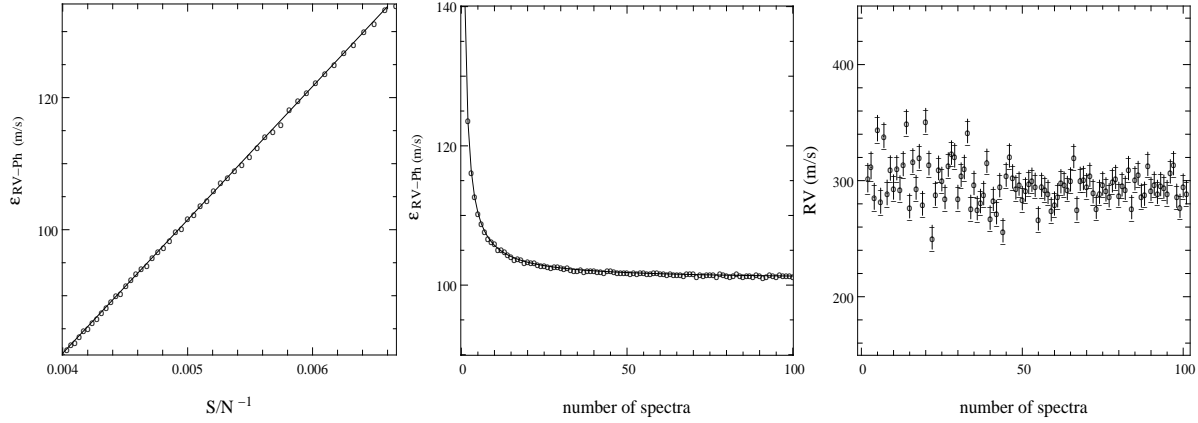 ε RV−Ph (m/s)
120
100
0.004 0.005 0.006
S/N −1
ε RV−Ph (m/s)
140
120
100
0 50 100
number of spectra
RV (m/s)
400
300
200
0 50 100
number of spectra